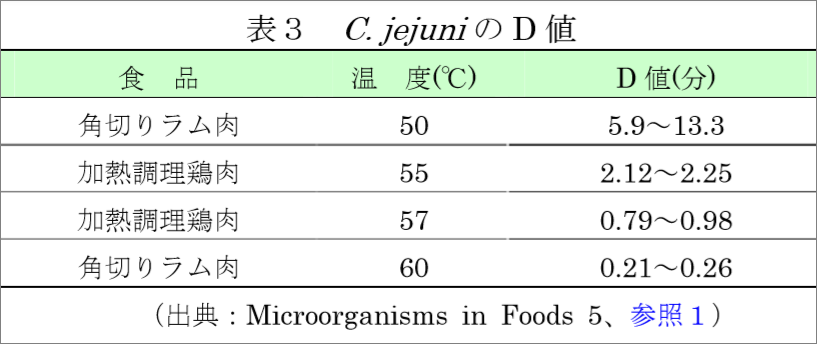 表３　C. jejuni の D 値
食　品　温　度(℃)　D 値(分)
角切りラム肉　50　5.9～13.3
加熱調理鶏肉　55　2.12～2.25
加熱調理鶏肉　57　0.79～0.98
角切りラム肉　60　0.21～0.26
（出典：Microorganisms in Foods 5、参照１）